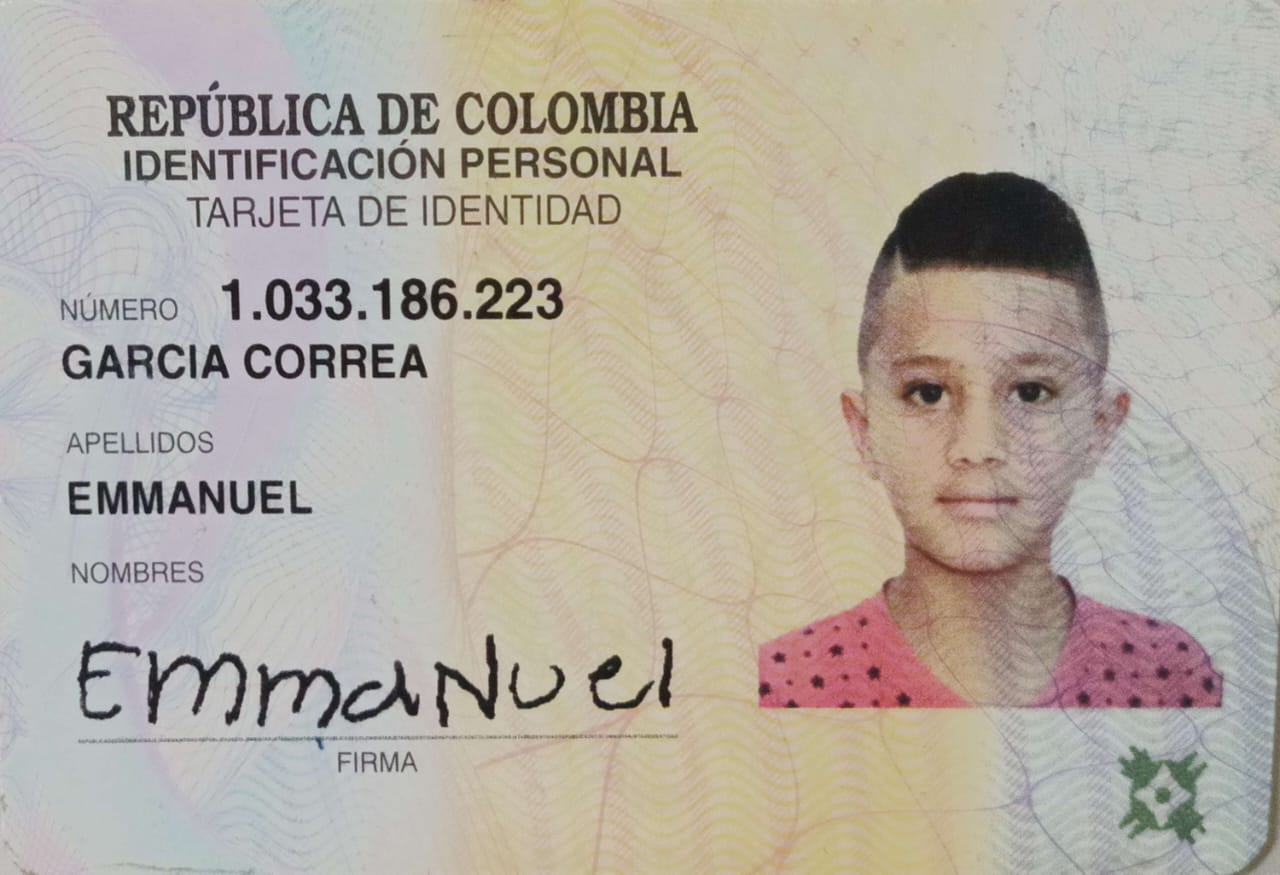 REPÚBLICA DE COLOMBIA
IDENTIFICACIÓN PERSONAL
TARJETA DE IDENTIDAD
NÚMERO 1.033.186.223
GARCIA CORREA
APELLIDOS
EMMANUEL
NOMBRES
EmmaNuel
FIRMA